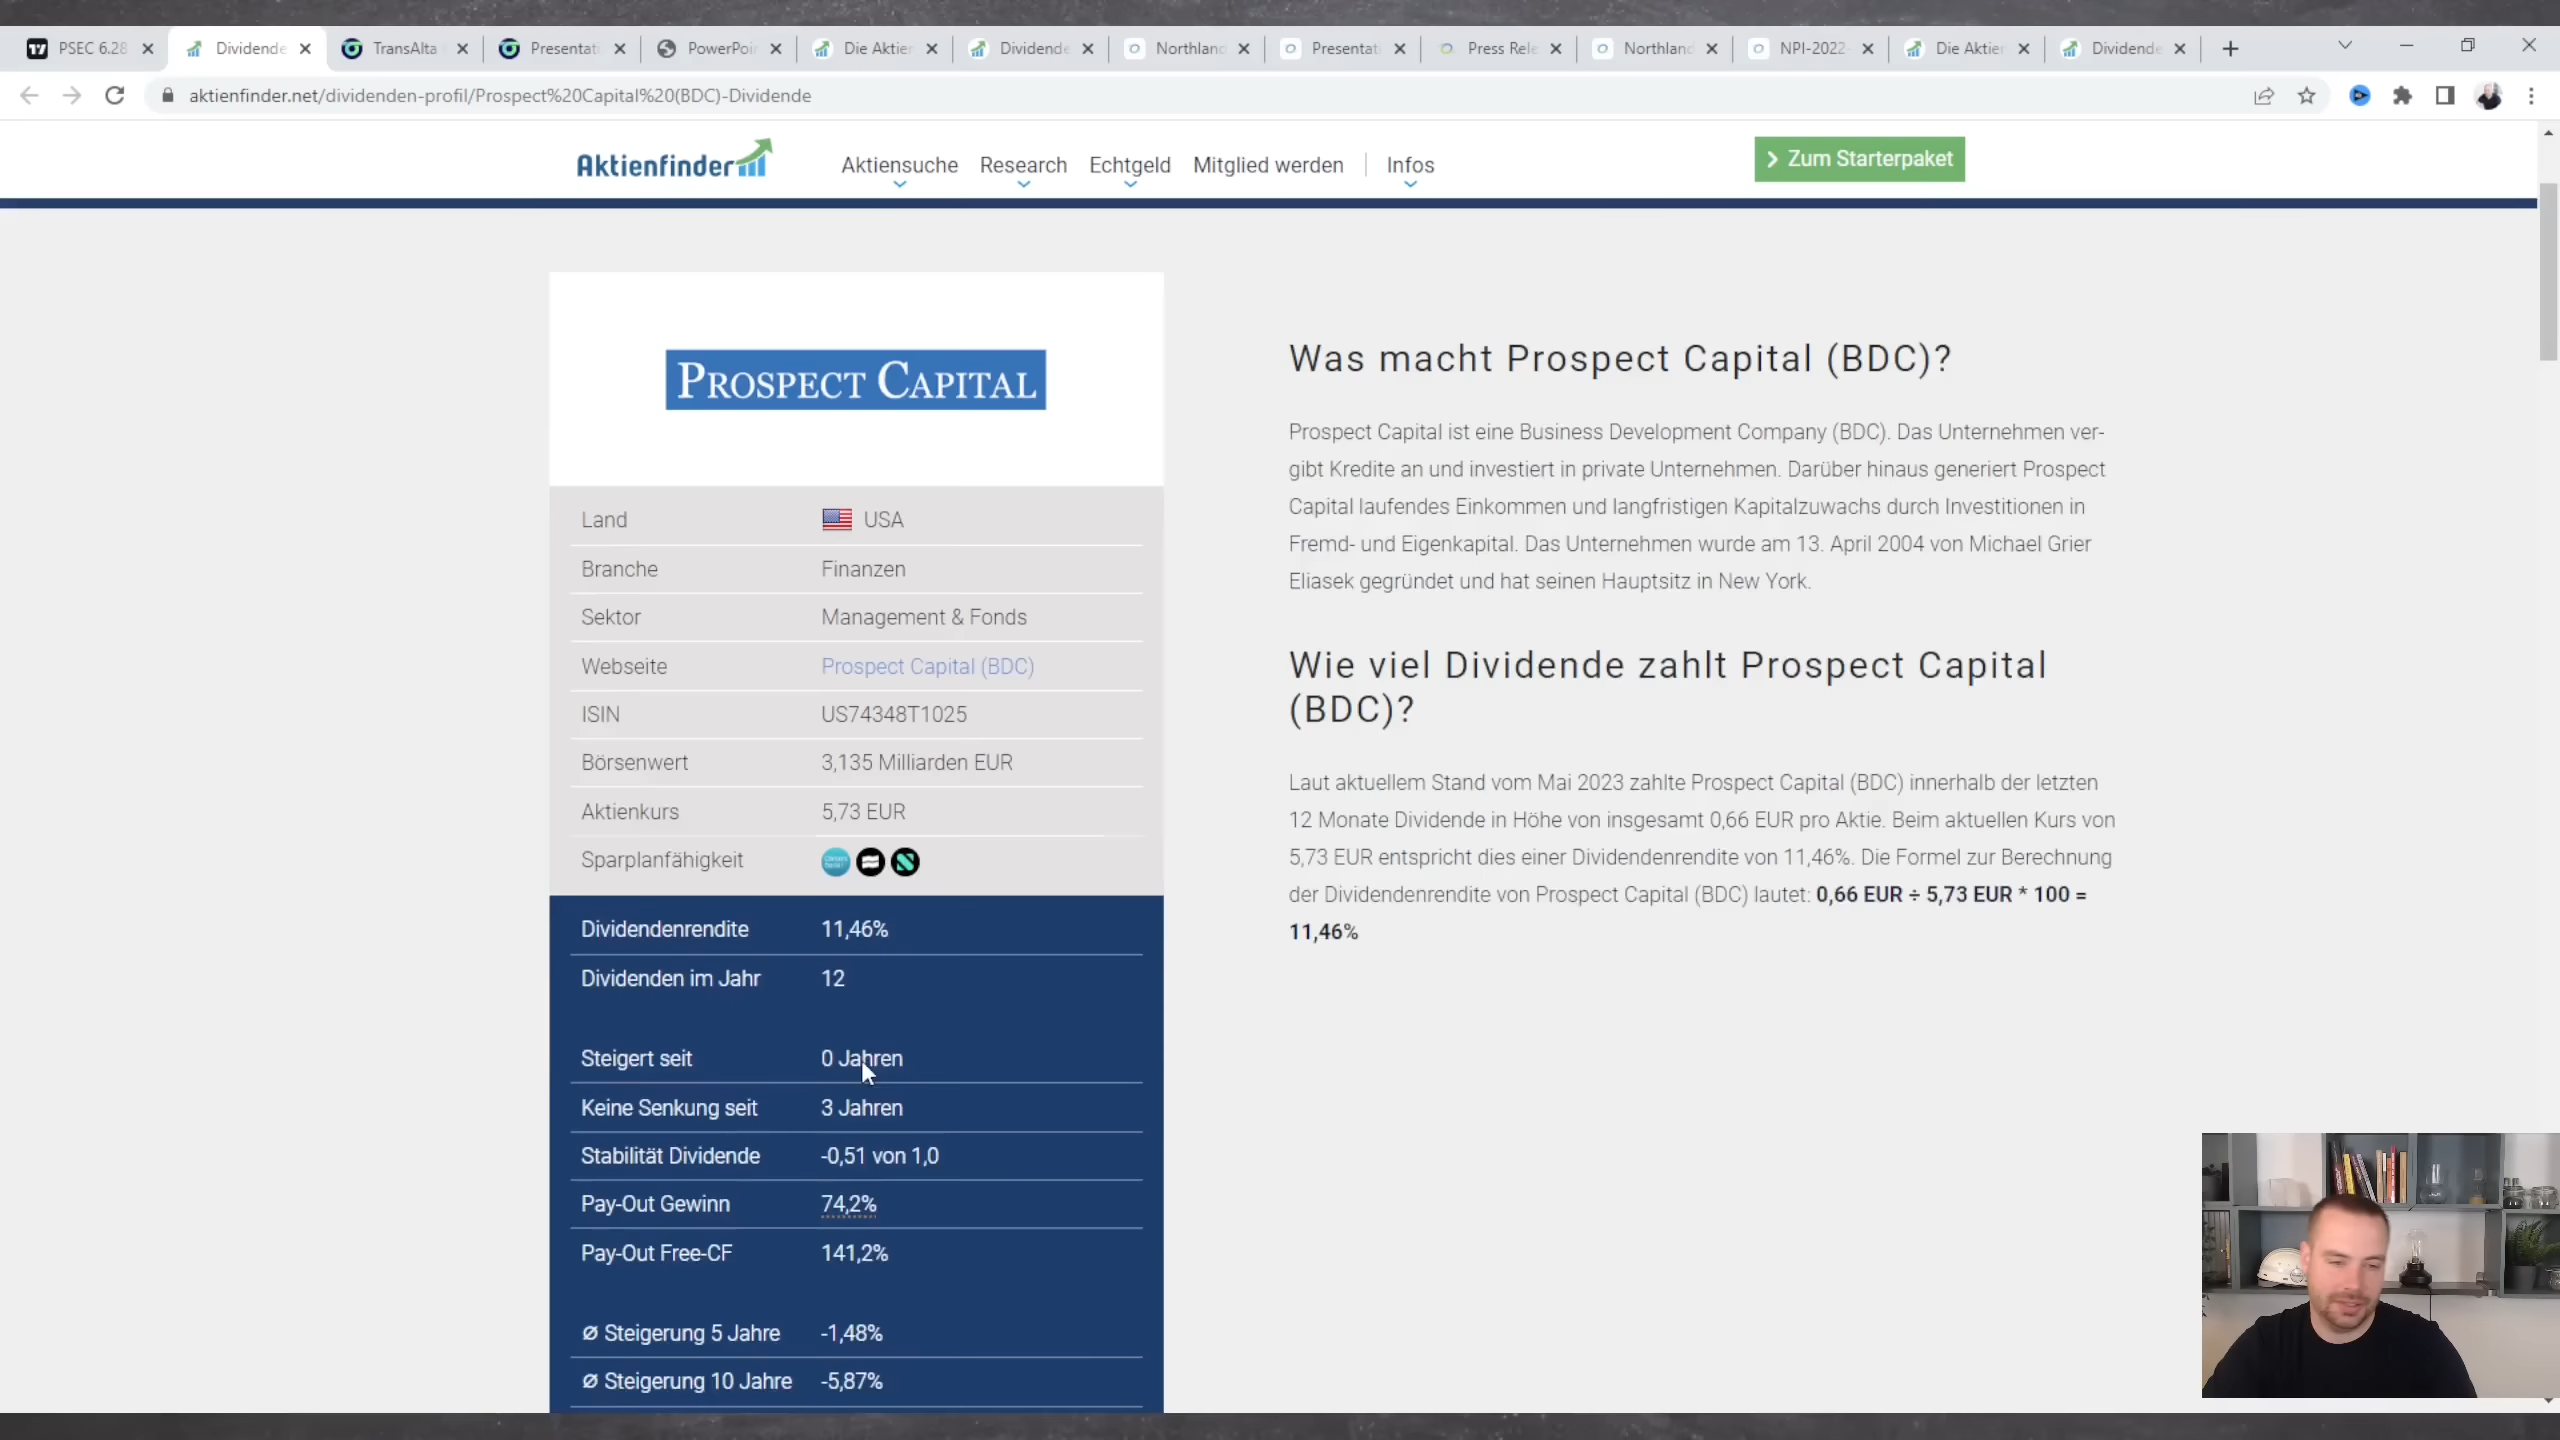 PSEC 6.28
Dividende
TransAlta
Presentati
PowerPoin
Die Aktien
Dividende
Northland
Presentati
Press Rele
Northland
NPI-2022-
Die Aktien
Dividende
aktienfinder.net/dividenden-profil/Prospect%20Capital%20(BDC)-Dividende
Aktienfinder
Aktiensuche
Research
Echtgeld
Mitglied werden
Infos
Zum Starterpaket
PROSPECT CAPITAL
Land USA
Branche Finanzen
Sektor Management & Fonds
Webseite Prospect Capital (BDC)
ISIN US74348T1025
Börsenwert 3,135 Milliarden EUR
Aktienkurs 5,73 EUR
Sparplanfähigkeit
Dividendenrendite 11,46%
Dividenden im Jahr 12
Steigert seit 0 Jahren
Keine Senkung seit 3 Jahren
Stabilität Dividende -0,51 von 1,0
Pay-Out Gewinn 74,2%
Pay-Out Free-CF 141,2%
Ø Steigerung 5 Jahre -1,48%
Ø Steigerung 10 Jahre -5,87%
Was macht Prospect Capital (BDC)?
Prospect Capital ist eine Business Development Company (BDC). Das Unternehmen ver-
gibt Kredite an und investiert in private Unternehmen. Darüber hinaus generiert Prospect
Capital laufendes Einkommen und langfristigen Kapitalzuwachs durch Investitionen in
Fremd- und Eigenkapital. Das Unternehmen wurde am 13. April 2004 von Michael Grier
Eliasek gegründet und hat seinen Hauptsitz in New York.
Wie viel Dividende zahlt Prospect Capital
(BDC)?
Laut aktuellem Stand vom Mai 2023 zahlte Prospect Capital (BDC) innerhalb der letzten
12 Monate Dividende in Höhe von insgesamt 0,66 EUR pro Aktie. Beim aktuellen Kurs von
5,73 EUR entspricht dies einer Dividendenrendite von 11,46%. Die Formel zur Berechnung
der Dividendenrendite von Prospect Capital (BDC) lautet: 0,66 EUR ÷ 5,73 EUR * 100 =
11,46%